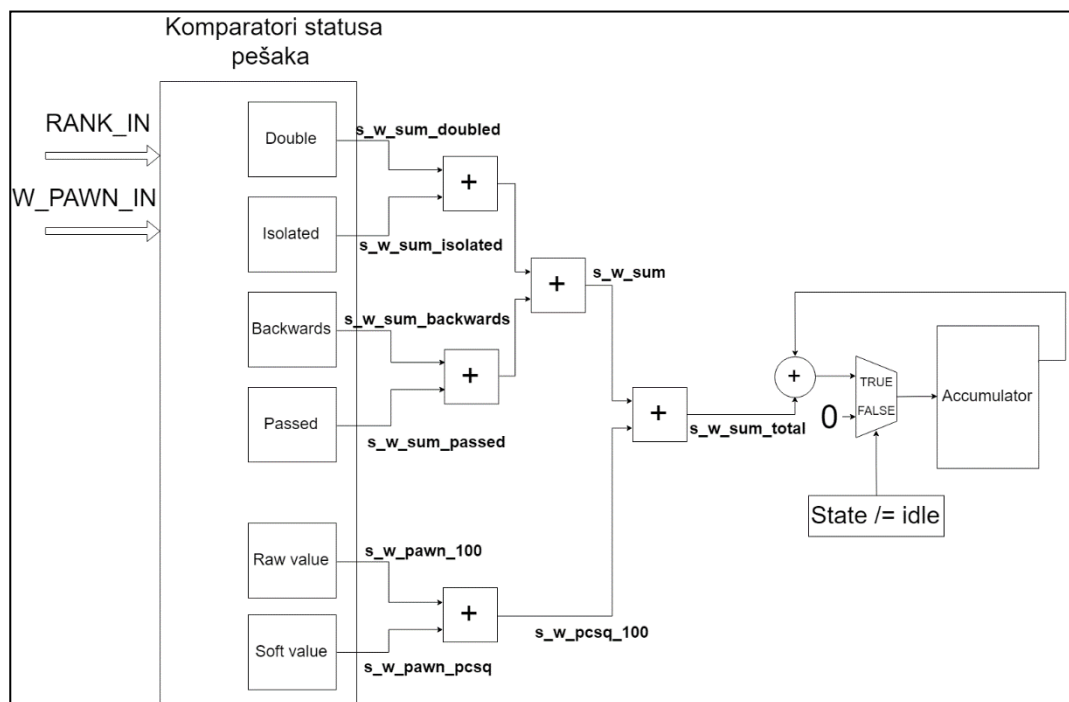 Komparatori statusa
pešaka
RANK_IN
W_PAWN_IN
Double
s_w_sum_doubled
+
Isolated
s_w_sum_isolated
+
s_w_sum
Backwards
s_w_sum_backwards
+
Passed
s_w_sum_passed
+
s_w_sum_total
+
TRUE
FALSE
0
Accumulator
State /= idle
Raw value
s_w_pawn_100
+
s_w_pcsq_100
Soft value
s_w_pawn_pcsq